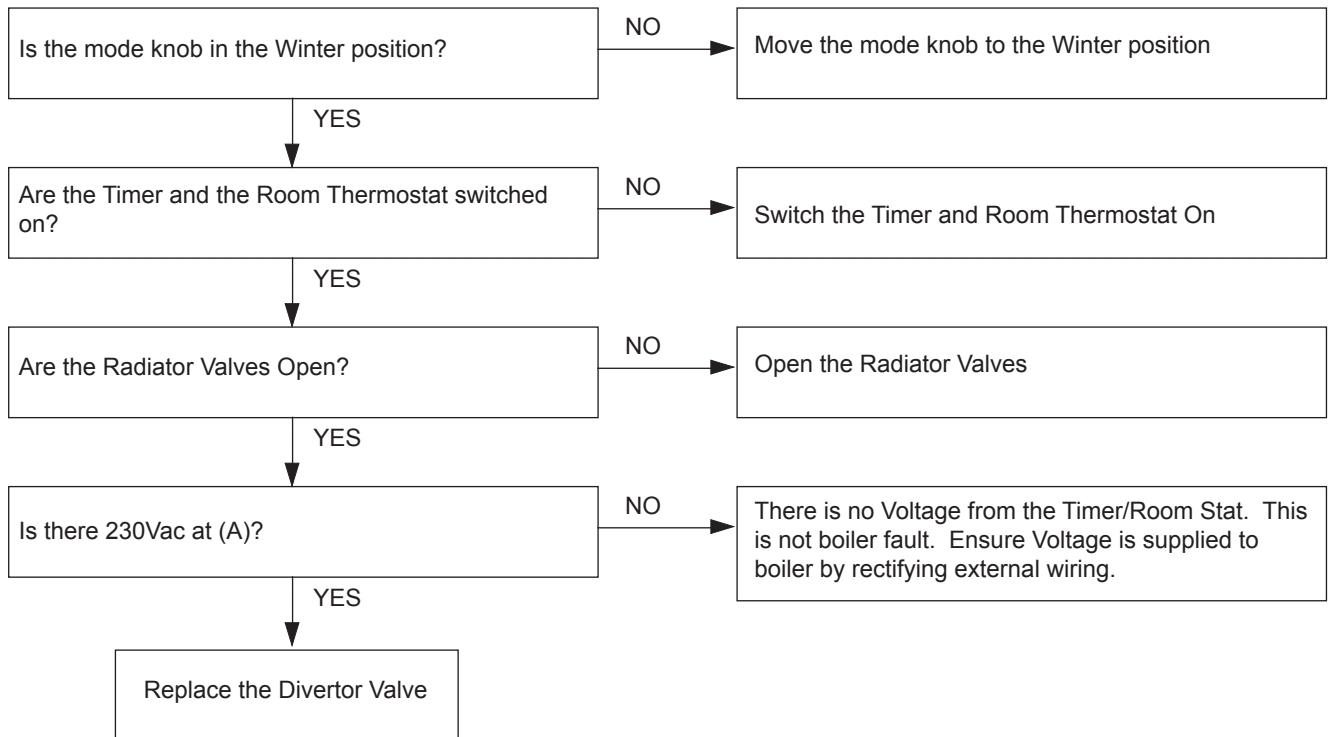 Is the mode knob in the Winter position?
NO
Move the mode knob to the Winter position
YES
Are the Timer and the Room Thermostat switched
on?
NO
Switch the Timer and Room Thermostat On
YES
Are the Radiator Valves Open?
NO
Open the Radiator Valves
YES
Is there 230Vac at (A)?
NO
There is no Voltage from the Timer/Room Stat.  This
is not boiler fault.  Ensure Voltage is supplied to
boiler by rectifying external wiring.
YES
Replace the Divertor Valve